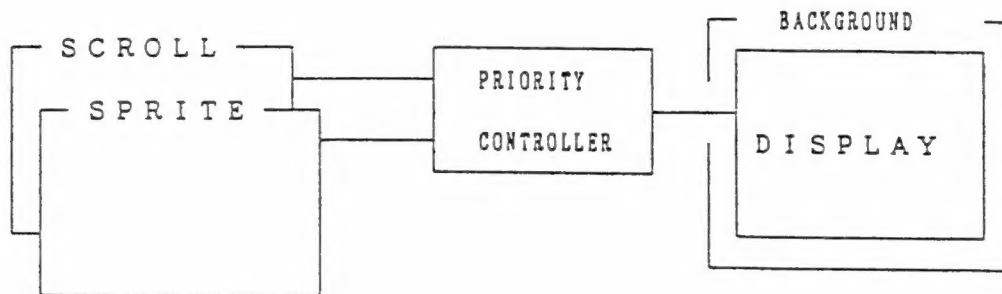 SCROLL
SPRITE
PRIORITY
CONTROLLER
BACKGROUND
DISPLAY